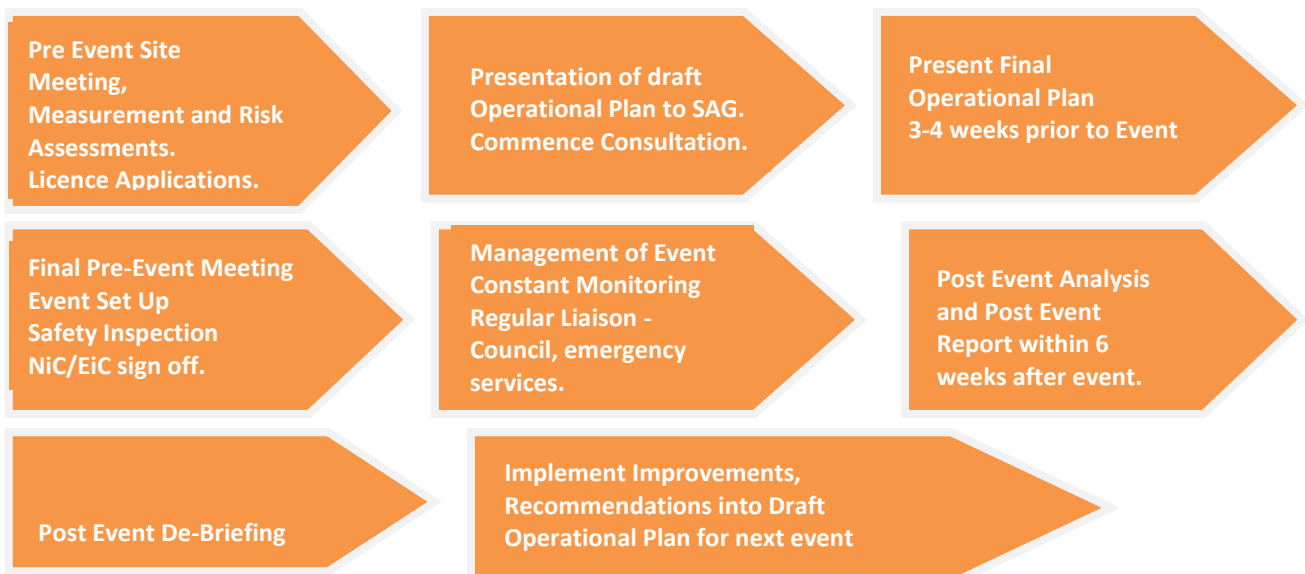 Pre Event Site
Meeting,
Measurement and Risk
Assessments.
Licence Applications.
Presentation of draft
Operational Plan to SAG.
Commence Consultation.
Present Final
Operational Plan
3-4 weeks prior to Event
Final Pre-Event Meeting
Event Set Up
Safety Inspection
NiC/EiC sign off.
Management of Event
Constant Monitoring
Regular Liaison -
Council, emergency
services.
Post Event Analysis
and Post Event
Report within 6
weeks after event.
Post Event De-Briefing
Implement Improvements,
Recommendations into Draft
Operational Plan for next event